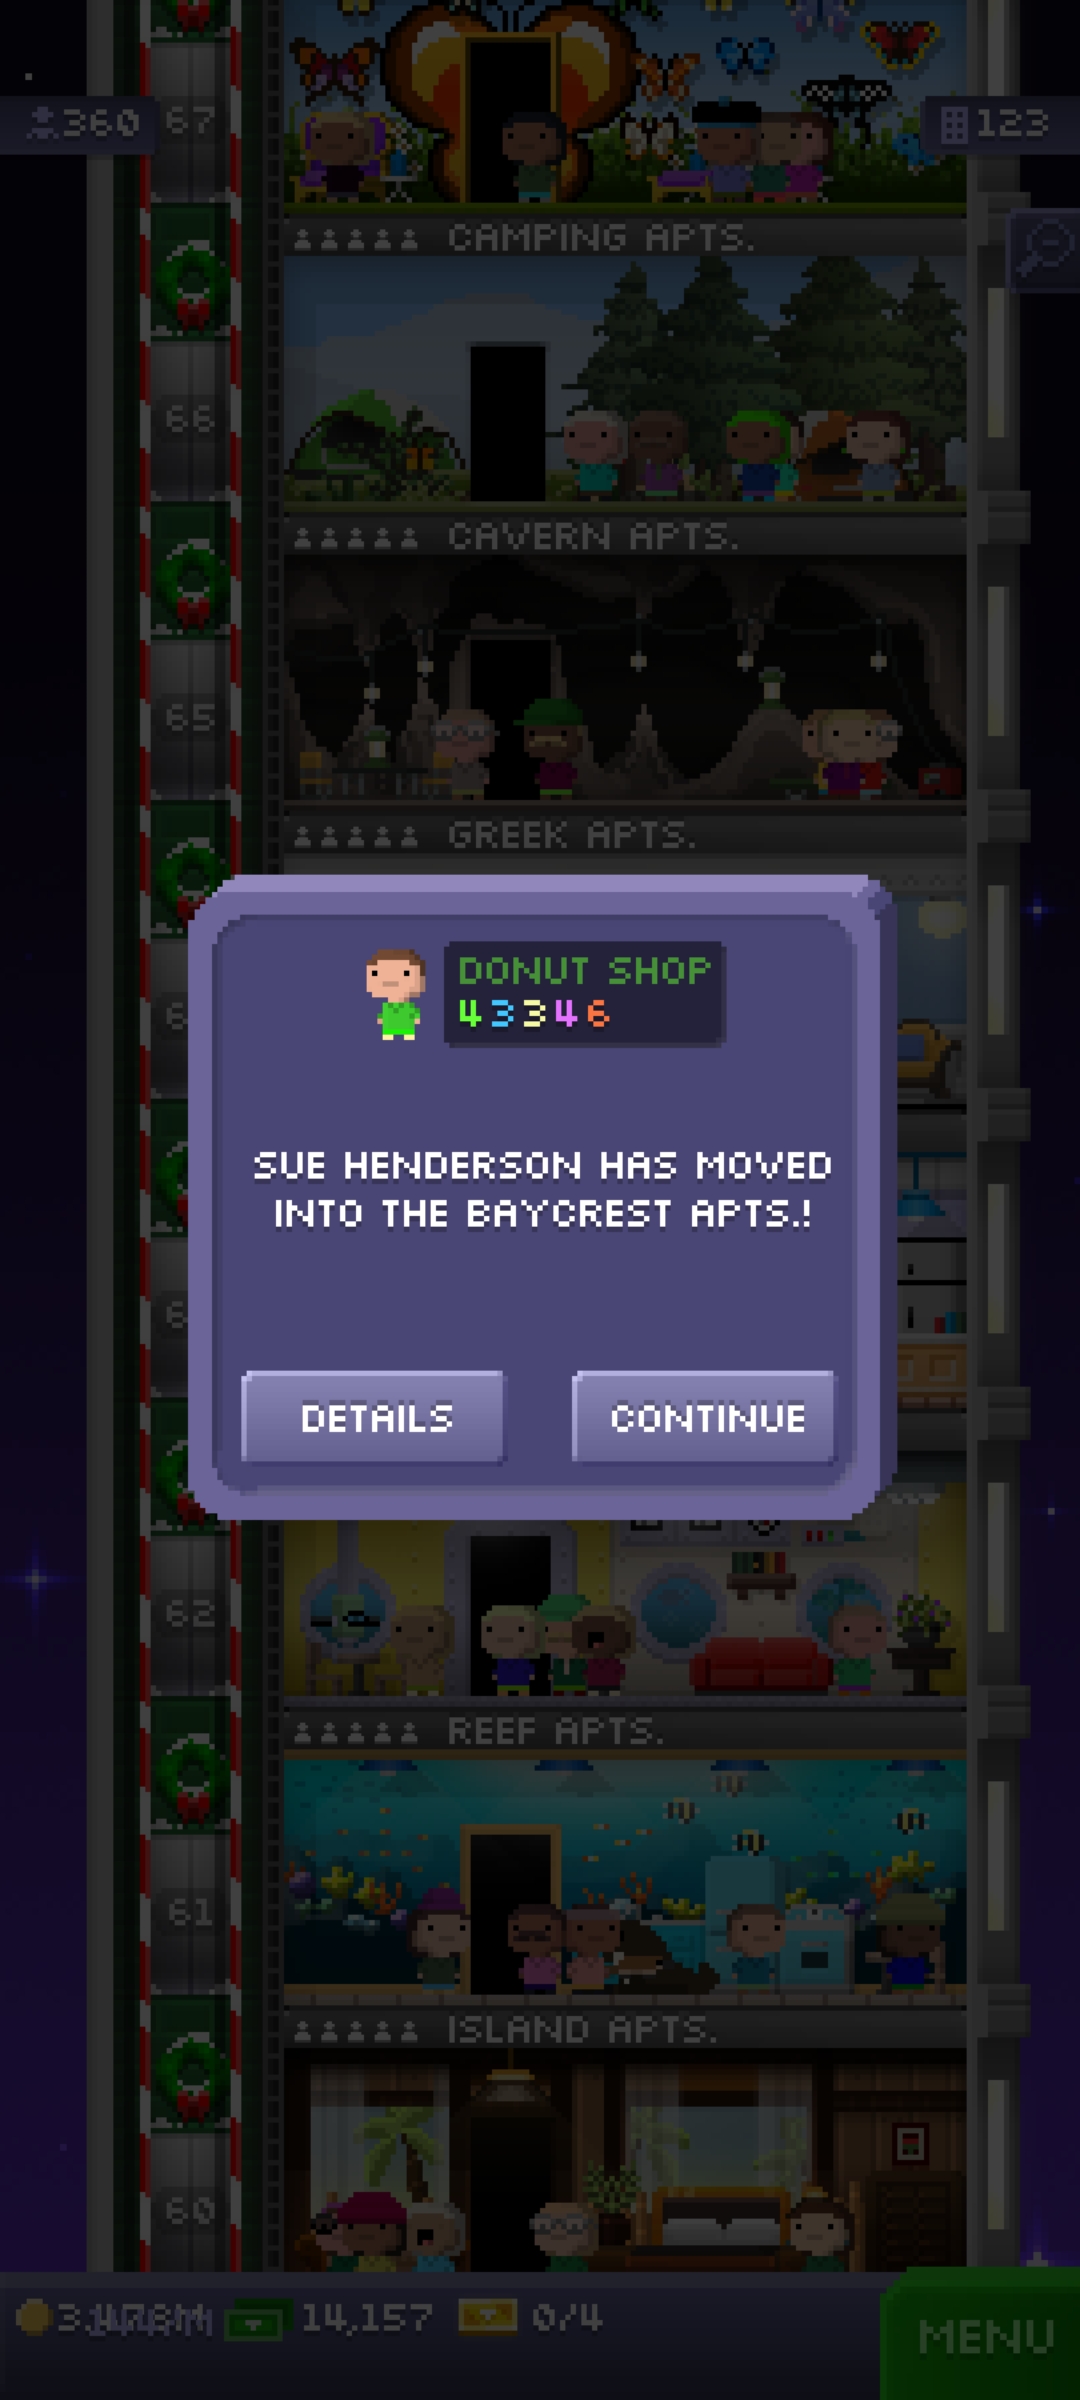 67
360
123
CAMPING APTS.
66
CAVERN APTS.
65
GREEK APTS.
DONUT SHOP
43346
SUE HENDERSON HAS MOVED
INTO THE BAYCREST APTS.!
DETAILS
CONTINUE
62
REEF APTS.
61
ISLAND APTS.
60
14,157
0/4
MENU